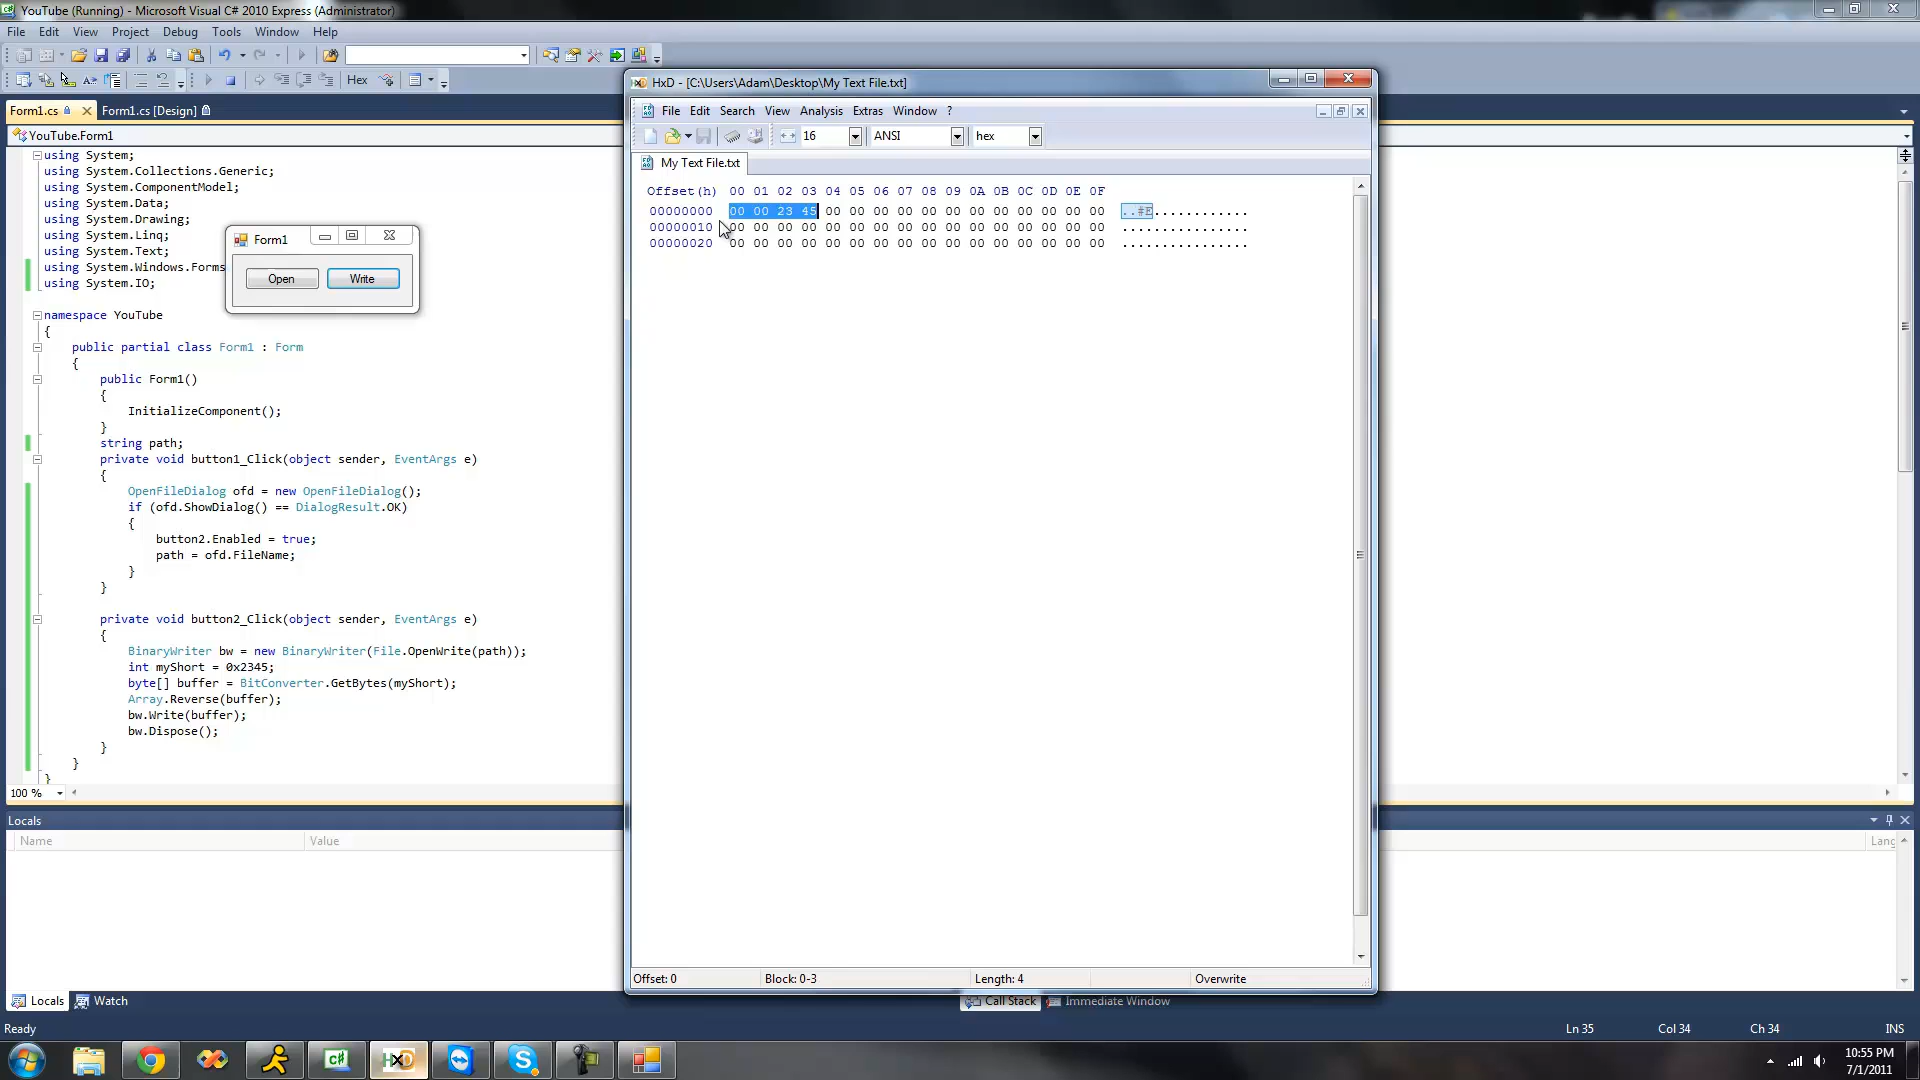 YouTube (Running) - Microsoft Visual C# 2010 Express (Administrator)
File Edit View Project Debug Tools Window Help
Hex
Form1.cs Form1.cs [Design]
YouTube.Form1
using System;
using System.Collections.Generic;
using System.ComponentModel;
using System.Data;
using System.Drawing;
using System.Linq;
using System.Text;
using System.Windows.Forms
using System.IO;
namespace YouTube
{
public partial class Form1 : Form
{
public Form1()
{
InitializeComponent();
}
string path;
private void button1_Click(object sender, EventArgs e)
{
OpenFileDialog ofd = new OpenFileDialog();
if (ofd.ShowDialog() == DialogResult.OK)
{
button2.Enabled = true;
path = ofd.FileName;
}
}
private void button2_Click(object sender, EventArgs e)
{
BinaryWriter bw = new BinaryWriter(File.OpenWrite(path));
int myShort = 0x2345;
byte[] buffer = BitConverter.GetBytes(myShort);
Array.Reverse(buffer);
bw.Write(buffer);
bw.Dispose();
}
}
}
100 %
Form1
Open Write
HxD - [C:\Users\Adam\Desktop\My Text File.txt]
File Edit Search View Analysis Extras Window ?
16 ANSI hex
My Text File.txt
Offset(h) 00 01 02 03 04 05 06 07 08 09 0A 0B 0C 0D 0E 0F
00000000 00 00 23 45 00 00 00 00 00 00 00 00 00 00 00 00 ..#E............
00000010 00 00 00 00 00 00 00 00 00 00 00 00 00 00 00 00 ................
00000020 00 00 00 00 00 00 00 00 00 00 00 00 00 00 00 00 ................
Offset: 0 Block: 0-3 Length: 4 Overwrite
Locals
Name Value Lang
Locals Watch Call Stack Immediate Window
Ready Ln 35 Col 34 Ch 34 INS
10:55 PM
7/1/2011